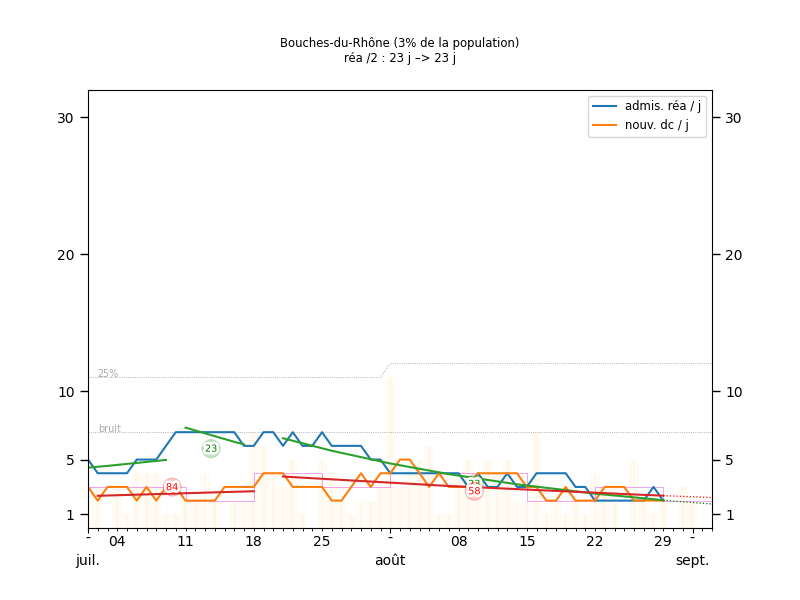 Bouches-du-Rhône (3% de la population)
réa /2 : 23 j –> 23 j
admis. réa / j
nouv. dc / j
30 30
20 20
25%
10 10
bruit
23
5 5
84
23
58
1 1
- 04 11 18 25 - 08 15 22 29 -
juil. août sept.